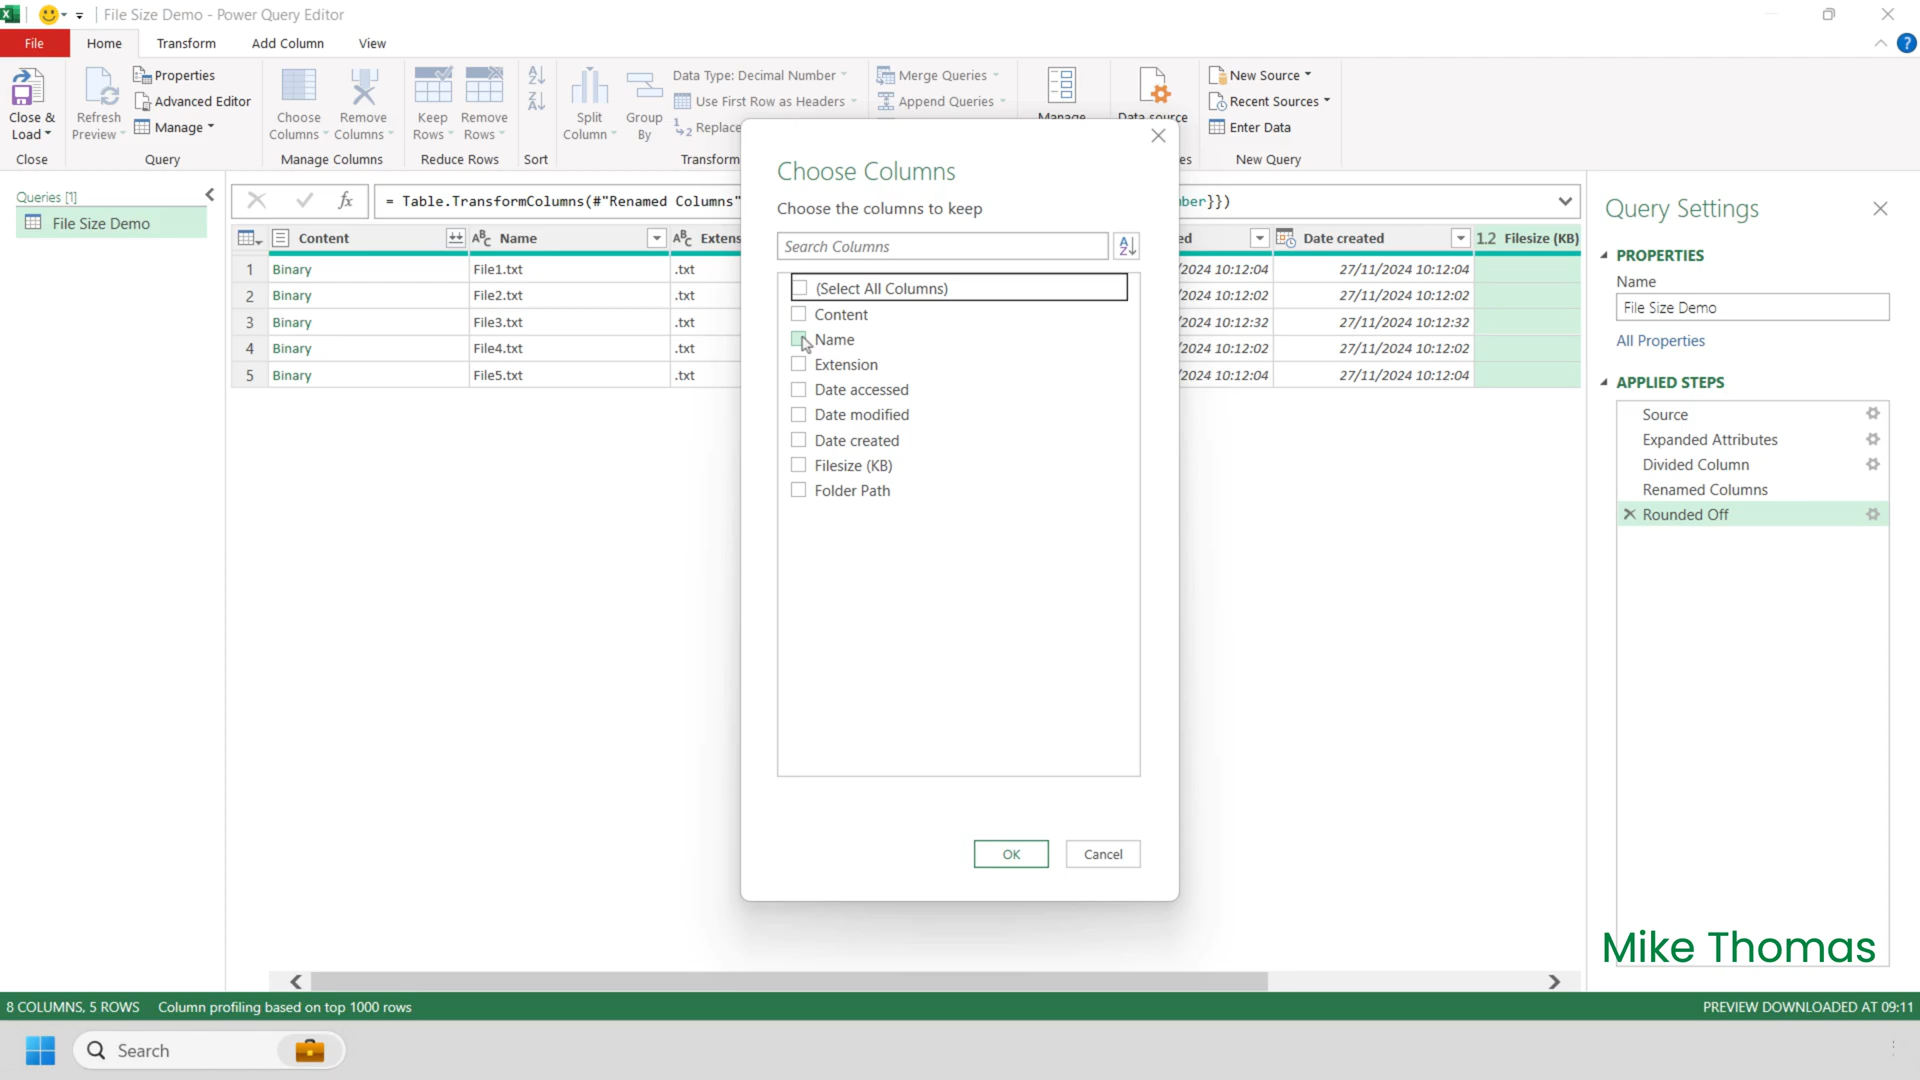 File Size Demo - Power Query Editor
File
Home
Transform
Add Column
View
Close &
Load
Close
Refresh
Preview
Properties
Advanced Editor
Manage
Query
Choose
Columns
Remove
Columns
Manage Columns
Keep
Rows
Remove
Rows
Reduce Rows
Sort
Split
Column
Group
By
Data Type: Decimal Number
Use First Row as Headers
Replace
Transform
Merge Queries
Append Queries
Manage
Data source
es
New Source
Recent Sources
Enter Data
New Query
Queries [1]
File Size Demo
fx
= Table.TransformColumns(#"Renamed Columns"
mber}})
Content
ABC Name
ABC Extens
ed
Date created
1.2 Filesize (KB)
1 Binary File1.txt .txt /2024 10:12:04 27/11/2024 10:12:04
2 Binary File2.txt .txt /2024 10:12:02 27/11/2024 10:12:02
3 Binary File3.txt .txt /2024 10:12:32 27/11/2024 10:12:32
4 Binary File4.txt .txt /2024 10:12:02 27/11/2024 10:12:02
5 Binary File5.txt .txt /2024 10:12:04 27/11/2024 10:12:04
Choose Columns
Choose the columns to keep
Search Columns
(Select All Columns)
Content
Name
Extension
Date accessed
Date modified
Date created
Filesize (KB)
Folder Path
OK
Cancel
Query Settings
PROPERTIES
Name
File Size Demo
All Properties
APPLIED STEPS
Source
Expanded Attributes
Divided Column
Renamed Columns
Rounded Off
Mike Thomas
8 COLUMNS, 5 ROWS
Column profiling based on top 1000 rows
PREVIEW DOWNLOADED AT 09:11
Search